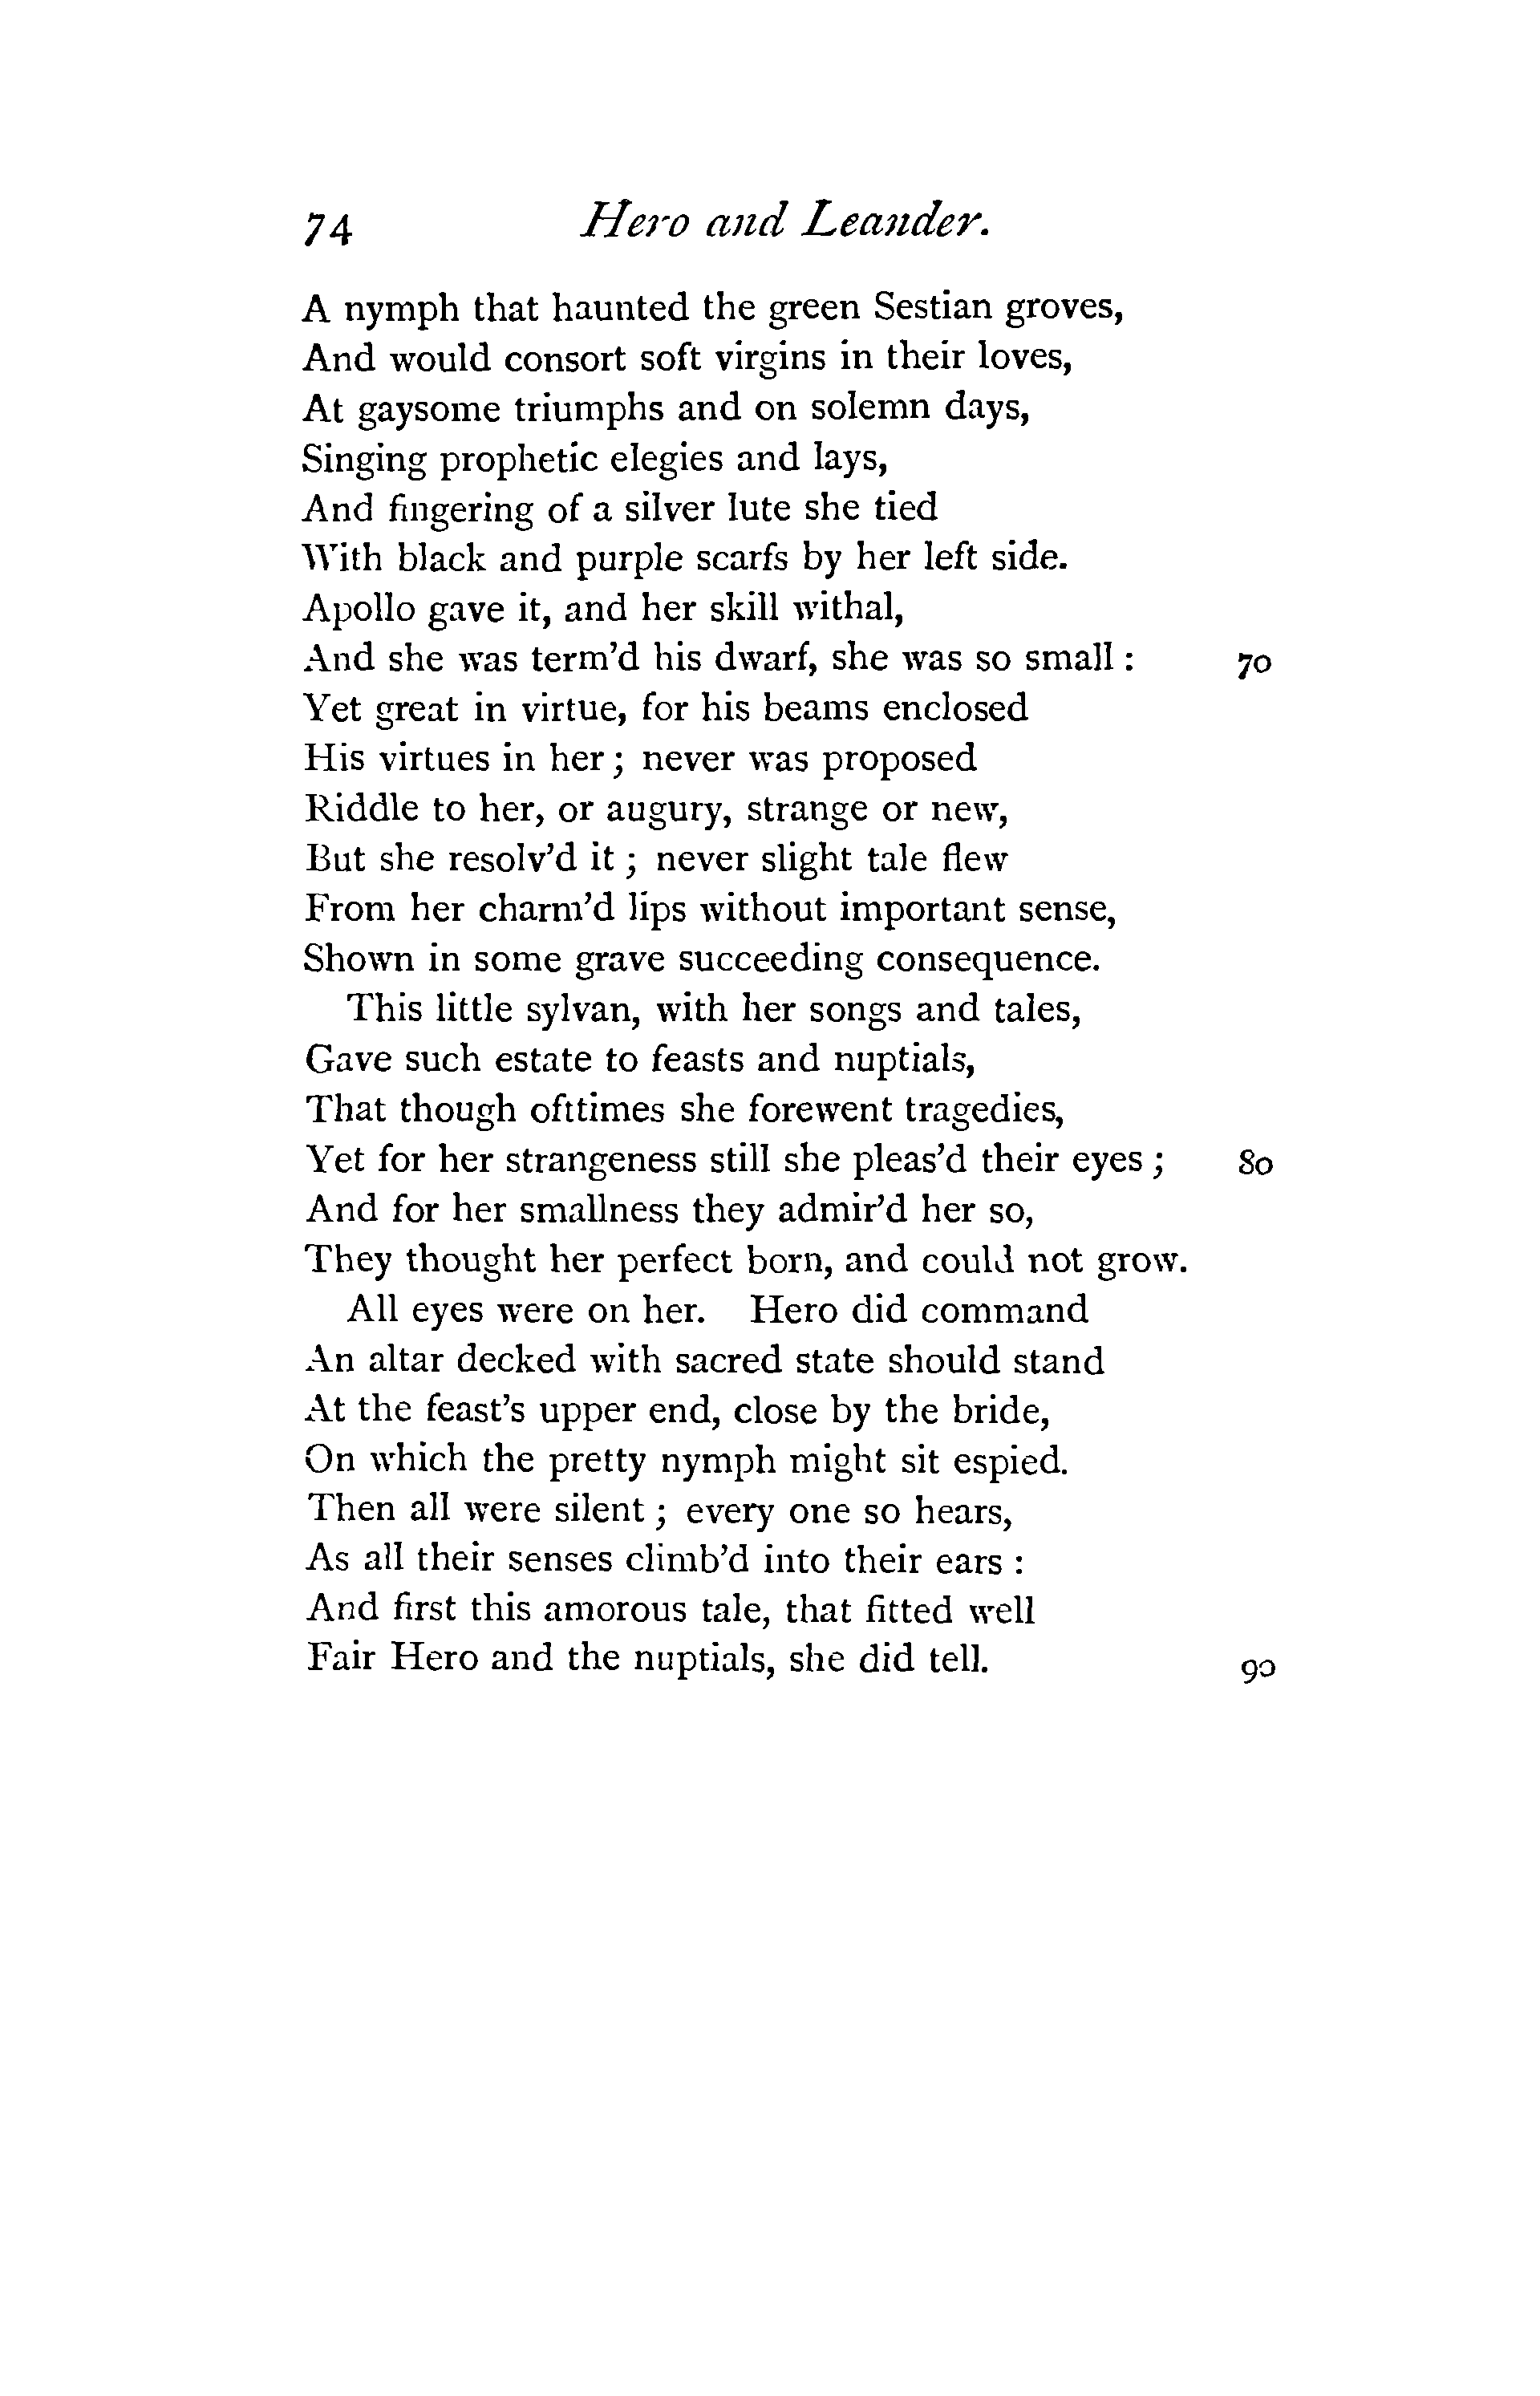 74 Hero and Leander.
A nymph that haunted the green Sestian groves,
And would consort soft virgins in their loves,
At gaysome triumphs and on solemn days,
Singing prophetic elegies and lays,
And fingering of a silver lute she tied
With black and purple scarfs by her left side.
Apollo gave it, and her skill withal,
And she was term'd his dwarf, she was so small : 70
Yet great in virtue, for his beams enclosed
His virtues in her ; never was proposed
Riddle to her, or augury, strange or new,
But she resolv'd it ; never slight tale flew
From her charm'd lips without important sense,
Shown in some grave succeeding consequence.
This little sylvan, with her songs and tales,
Gave such estate to feasts and nuptials,
That though ofttimes she forewent tragedies,
Yet for her strangeness still she pleas'd their eyes ; 80
And for her smallness they admir'd her so,
They thought her perfect born, and could not grow.
All eyes were on her. Hero did command
An altar decked with sacred state should stand
At the feast's upper end, close by the bride,
On which the pretty nymph might sit espied.
Then all were silent ; every one so hears,
As all their senses climb'd into their ears :
And first this amorous tale, that fitted well
Fair Hero and the nuptials, she did tell. 90